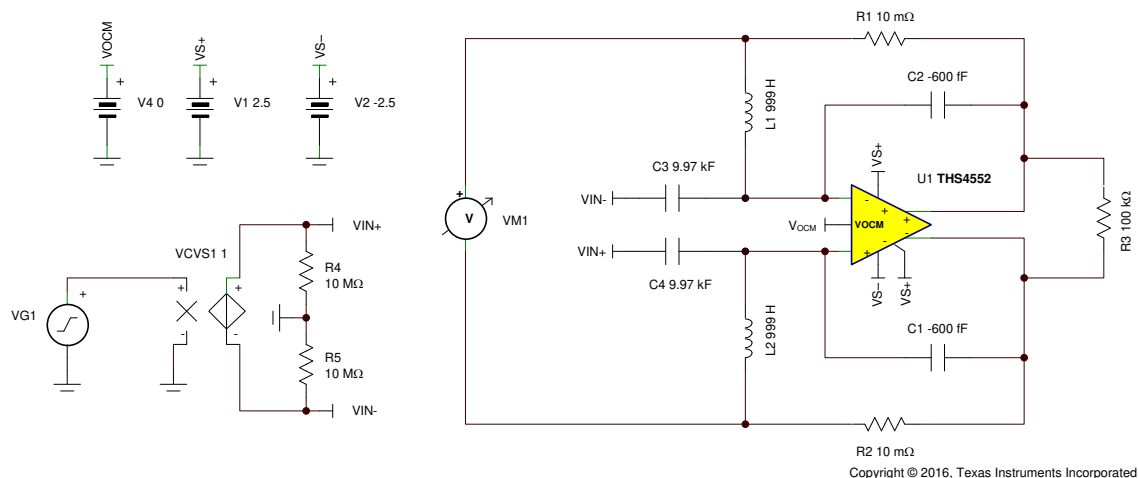 VOCM
V4 0
VS+
V1 2.5
VS-
V2 -2.5
R1 10 mΩ
C2 -600 fF
L1 999 H
C3 9.97 kF
VIN-
VS+
U1 THS4552
VOCM
VOCM
R3 100 kΩ
VIN+
C4 9.97 kF
VS-
VS+
L2 999 H
C1 -600 fF
R2 10 mΩ
V
VM1
VCVS1 1
VIN+
R4
10 MΩ
VG1
R5
10 MΩ
VIN-
Copyright © 2016, Texas Instruments Incorporated